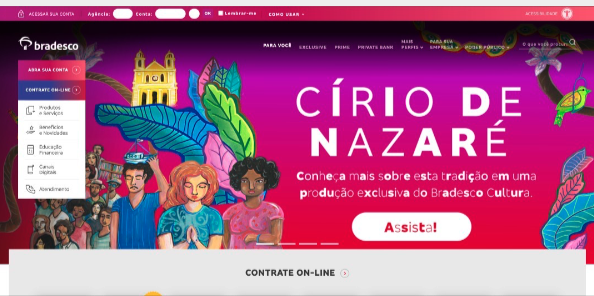 ACESSAR SUA CONTA Agência: Conta: OK Lembrar-me COMO USAR ACESSIBILIDADE
bradesco
PARA VOCÊ EXCLUSIVE PRIME PRIVATE BANK MAIS PERFIS PARA SUA EMPRESA PODER PÚBLICO O que você procura
ABRA SUA CONTA
CONTRATE ON-LINE
Produtos
e Serviços
Benefícios
e Novidades
Educação
Financeira
Canais
Digitais
Atendimento
CÍRIO DE
NAZARÉ
Conheça mais sobre esta tradição em uma
produção exclusiva do Bradesco Cultura.
Assista!
CONTRATE ON-LINE